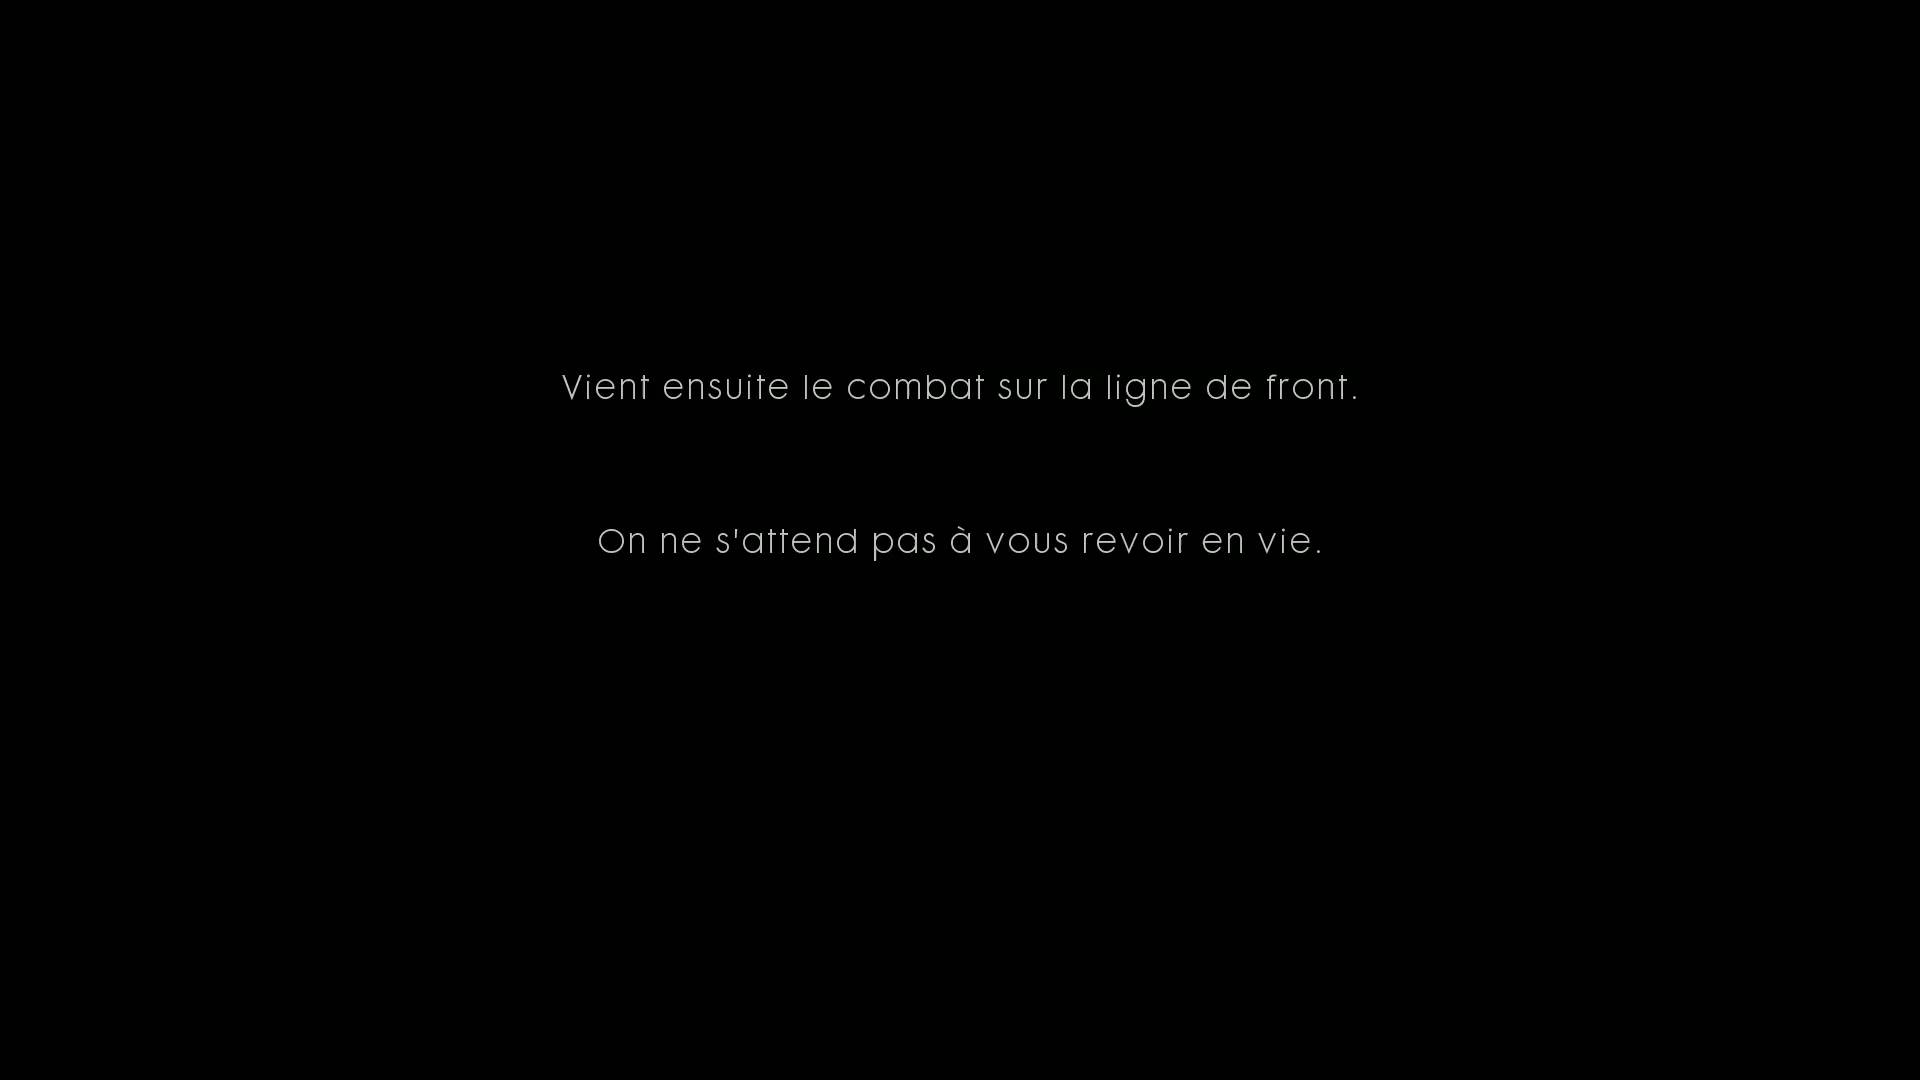 Vient ensuite le combat sur la ligne de front.
On ne s'attend pas à vous revoir en vie.